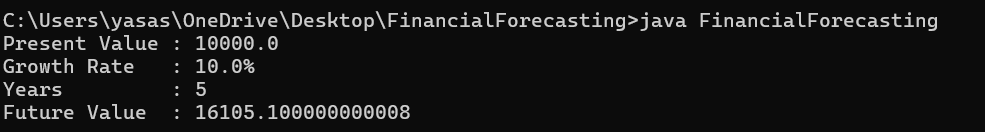 C:\Users\yasas\OneDrive\Desktop\FinancialForecasting>java FinancialForecasting
Present Value : 10000.0
Growth Rate   : 10.0%
Years         : 5
Future Value  : 16105.100000000008